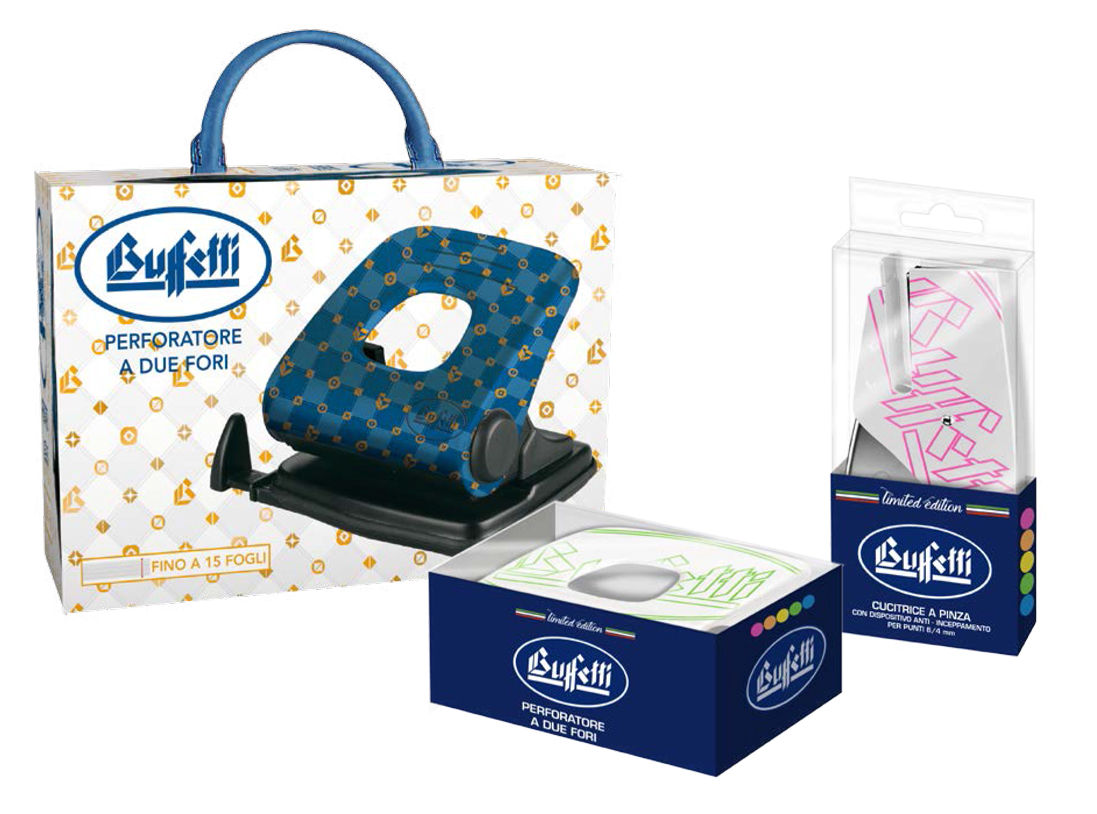 Buffetti
PERFORATORE
A DUE FORI
FINO A 15 FOGLI
limited edition
Buffetti
PERFORATORE
A DUE FORI
Buffetti
Buffetti
limited edition
Buffetti
CUCITRICE A PINZA
CON DISPOSITIVO ANTI - INCEPPAMENTO
PER PUNTI 6/4 mm